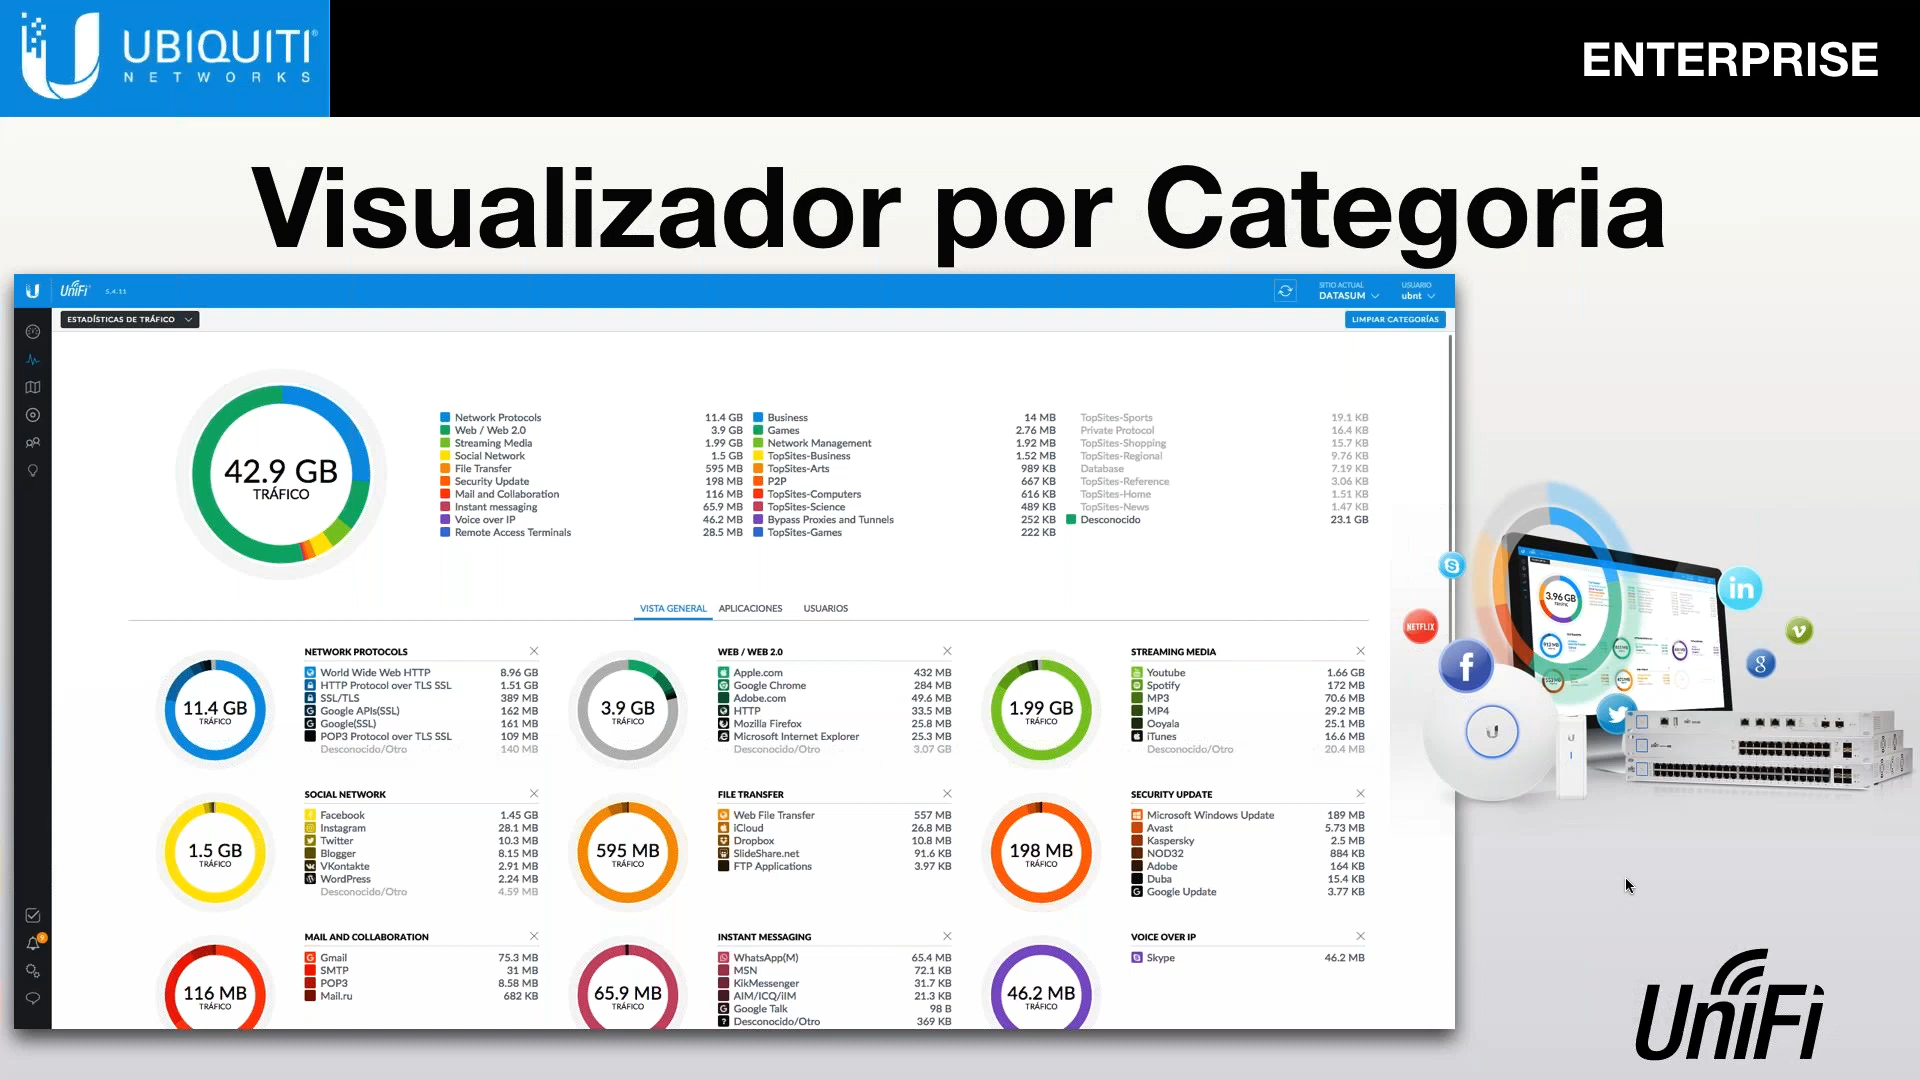 UBIQUITI®
NETWORKS
ENTERPRISE
Visualizador por Categoria
UniFi 5.4.11
SITIO ACTUAL
DATASUM
USUARIO
ubnt
ESTADÍSTICAS DE TRÁFICO
LIMPIAR CATEGORÍAS
42.9 GB
TRÁFICO
Network Protocols 11.4 GB
Web / Web 2.0 3.9 GB
Streaming Media 1.99 GB
Social Network 1.5 GB
File Transfer 595 MB
Security Update 198 MB
Mail and Collaboration 116 MB
Instant messaging 65.9 MB
Voice over IP 46.2 MB
Remote Access Terminals 28.5 MB
Business 14 MB
Games 2.76 MB
Network Management 1.92 MB
TopSites-Business 1.52 MB
TopSites-Arts 989 KB
P2P 667 KB
TopSites-Computers 616 KB
TopSites-Science 489 KB
Bypass Proxies and Tunnels 252 KB
TopSites-Games 222 KB
TopSites-Sports 19.1 KB
Private Protocol 16.4 KB
TopSites-Shopping 15.7 KB
TopSites-Regional 9.76 KB
Database 7.19 KB
TopSites-Reference 3.06 KB
TopSites-Home 1.51 KB
TopSites-News 1.47 KB
Desconocido 23.1 GB
VISTA GENERAL APLICACIONES USUARIOS
11.4 GB
TRÁFICO
NETWORK PROTOCOLS
World Wide Web HTTP 8.96 GB
HTTP Protocol over TLS SSL 1.51 GB
SSL/TLS 389 MB
Google APIs(SSL) 162 MB
Google(SSL) 161 MB
POP3 Protocol over TLS SSL 109 MB
Desconocido/Otro 140 MB
3.9 GB
TRÁFICO
WEB / WEB 2.0
Apple.com 432 MB
Google Chrome 284 MB
Adobe.com 49.6 MB
HTTP 33.5 MB
Mozilla Firefox 25.8 MB
Microsoft Internet Explorer 25.3 MB
Desconocido/Otro 3.07 GB
1.99 GB
TRÁFICO
STREAMING MEDIA
Youtube 1.66 GB
Spotify 172 MB
MP3 70.6 MB
MP4 29.2 MB
Ooyala 25.1 MB
iTunes 16.6 MB
Desconocido/Otro 20.4 MB
1.5 GB
TRÁFICO
SOCIAL NETWORK
Facebook 1.45 GB
Instagram 28.1 MB
Twitter 10.3 MB
Blogger 8.15 MB
VKontakte 2.91 MB
WordPress 2.24 MB
Desconocido/Otro 4.59 MB
595 MB
TRÁFICO
FILE TRANSFER
Web File Transfer 557 MB
iCloud 26.8 MB
Dropbox 10.8 MB
SlideShare.net 91.6 KB
FTP Applications 3.97 KB
198 MB
TRÁFICO
SECURITY UPDATE
Microsoft Windows Update 189 MB
Avast 5.73 MB
Kaspersky 2.5 MB
NOD32 884 KB
Adobe 164 KB
Duba 15.4 KB
Google Update 3.77 KB
116 MB
TRÁFICO
MAIL AND COLLABORATION
Gmail 75.3 MB
SMTP 31 MB
POP3 8.58 MB
Mail.ru 682 KB
65.9 MB
TRÁFICO
INSTANT MESSAGING
WhatsApp(M) 65.4 MB
MSN 72.1 KB
KikMessenger 31.7 KB
AIM/ICQ/iIM 21.3 KB
Google Talk 98 B
Desconocido/Otro 369 KB
46.2 MB
TRÁFICO
VOICE OVER IP
Skype 46.2 MB
NETFLIX
in
3.96 GB
UniFi